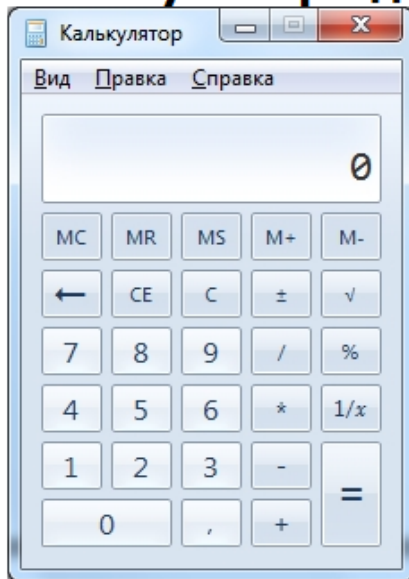 Калькулятор
Вид Правка Справка
0
MC MR MS M+ M-
← CE C ± √
7 8 9 / %
4 5 6 * 1/x
1 2 3 - =
0 , +